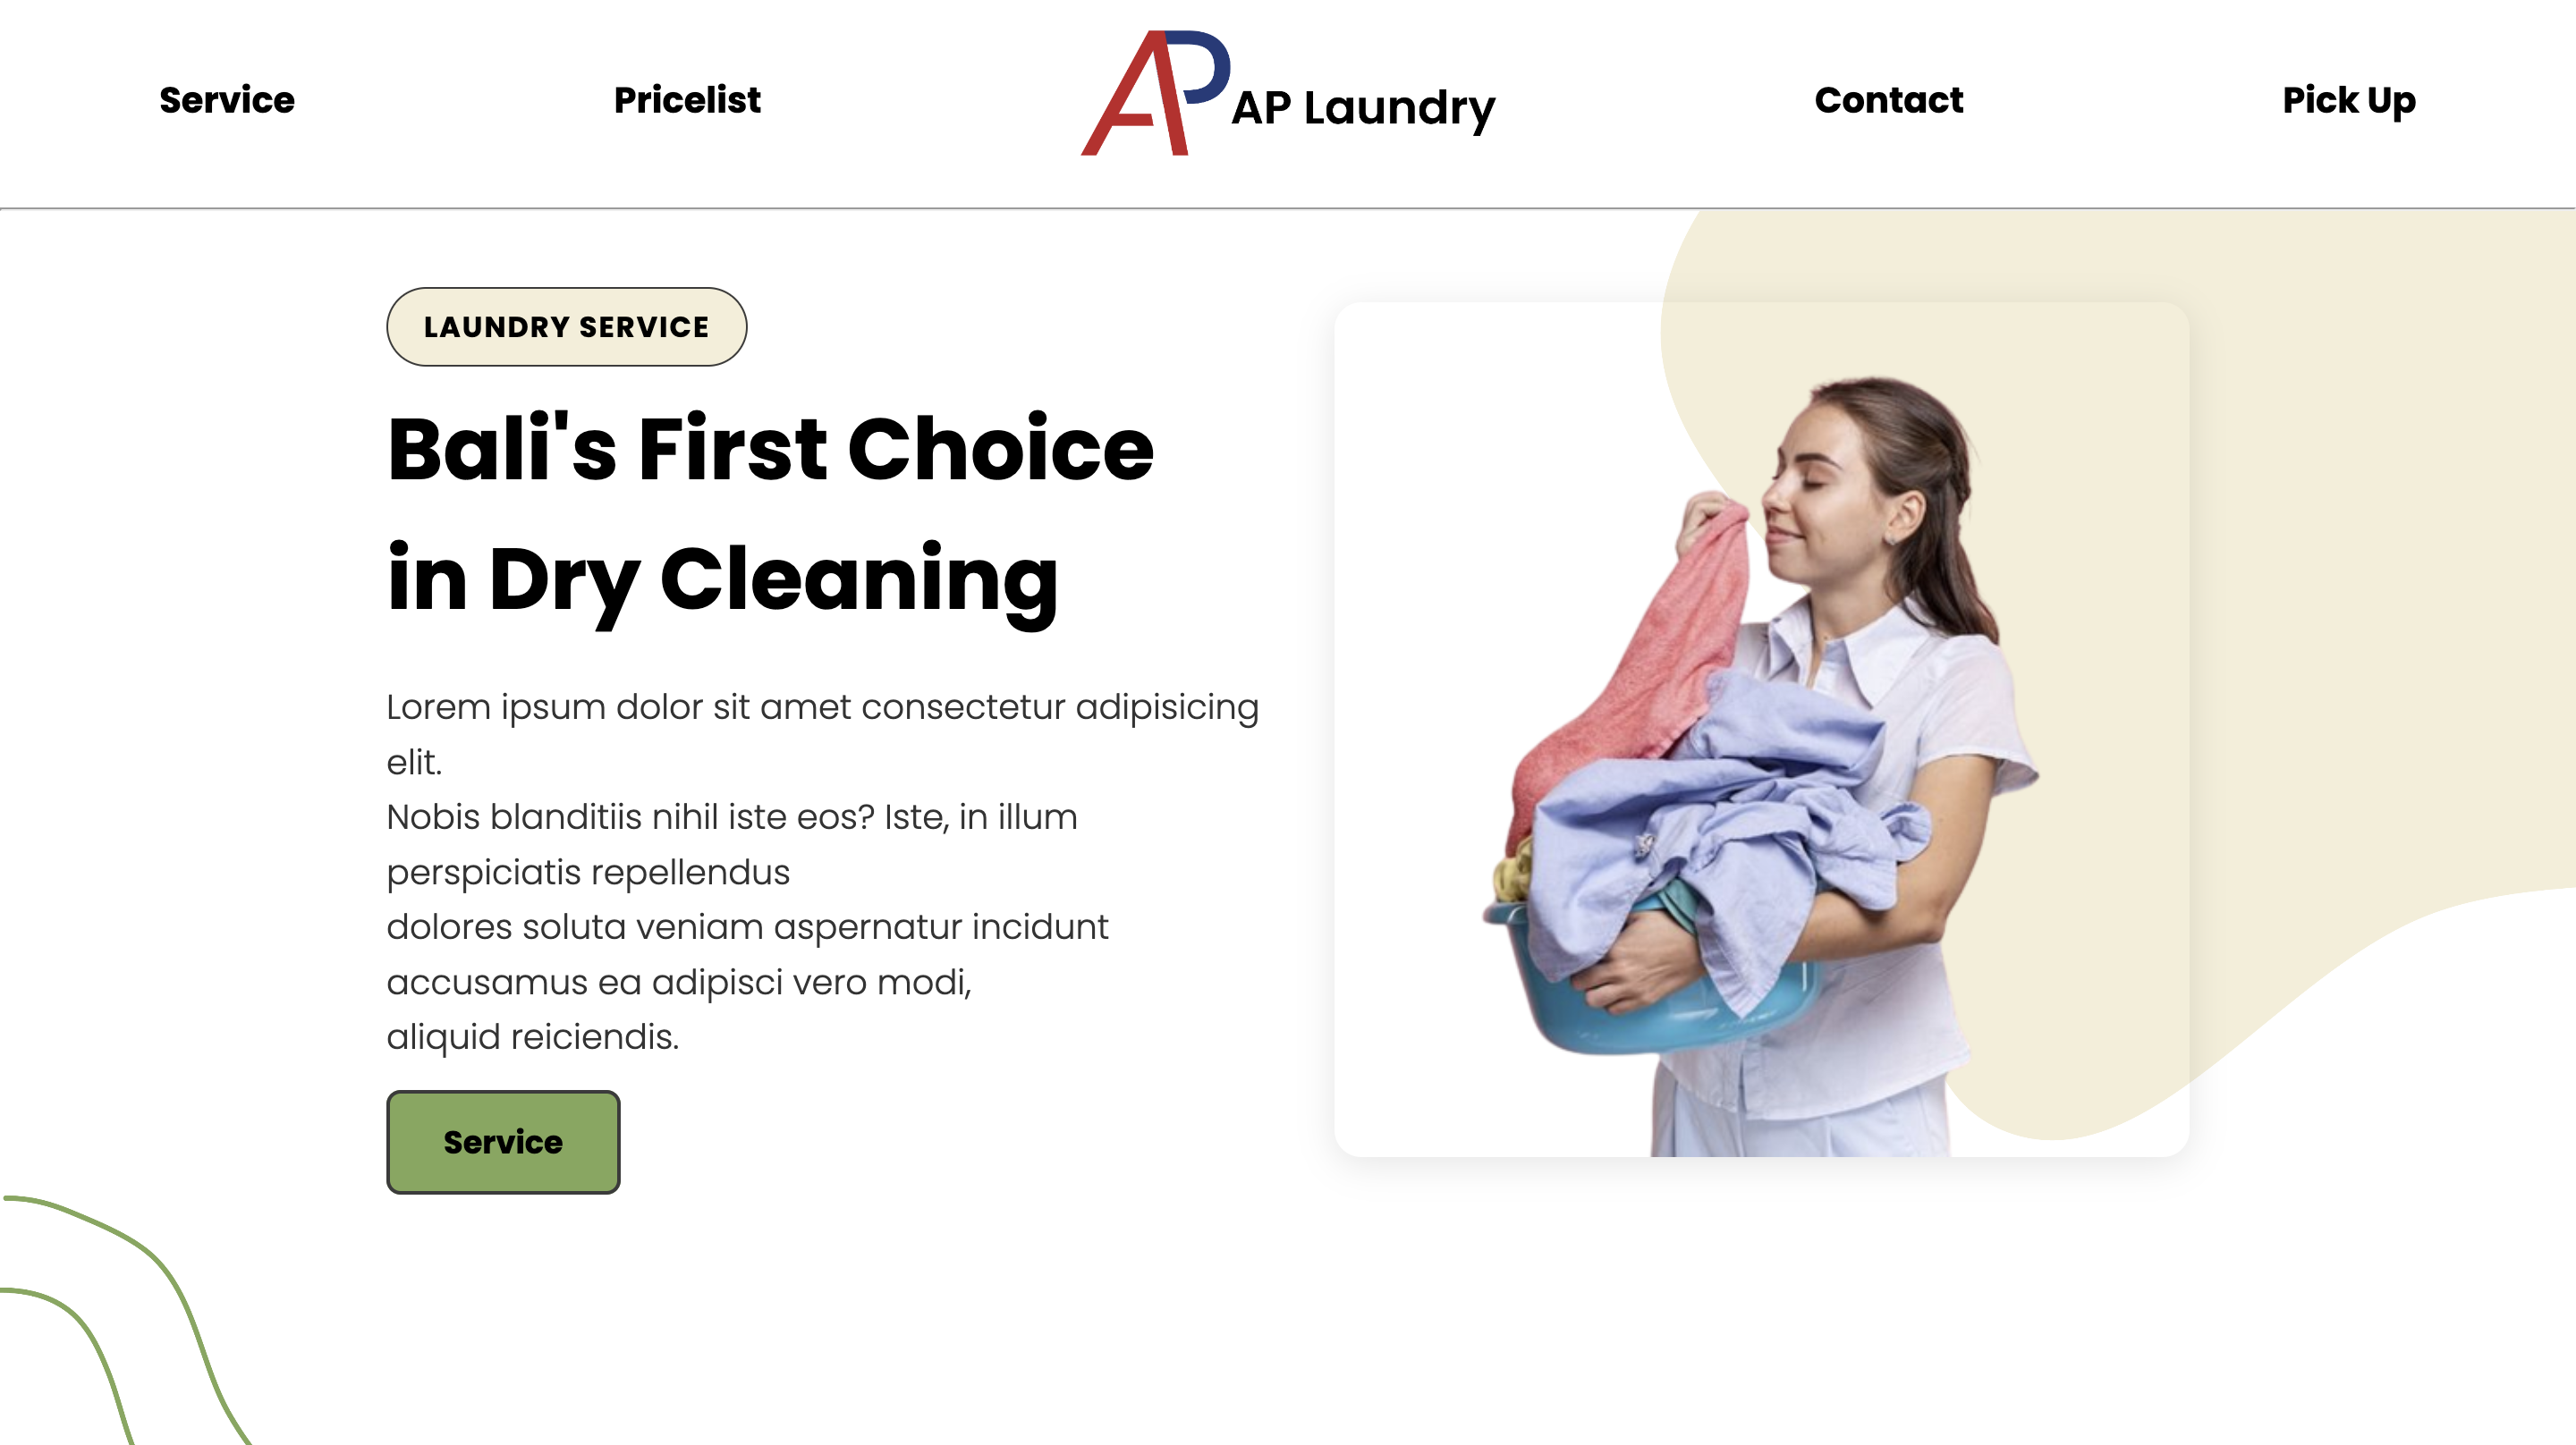 Service
Pricelist
AP
AP Laundry
Contact
Pick Up
LAUNDRY SERVICE
Bali's First Choice
in Dry Cleaning
Lorem ipsum dolor sit amet consectetur adipisicing
elit.
Nobis blanditiis nihil iste eos? Iste, in illum
perspiciatis repellendus
dolores soluta veniam aspernatur incidunt
accusamus ea adipisci vero modi,
aliquid reiciendis.
Service